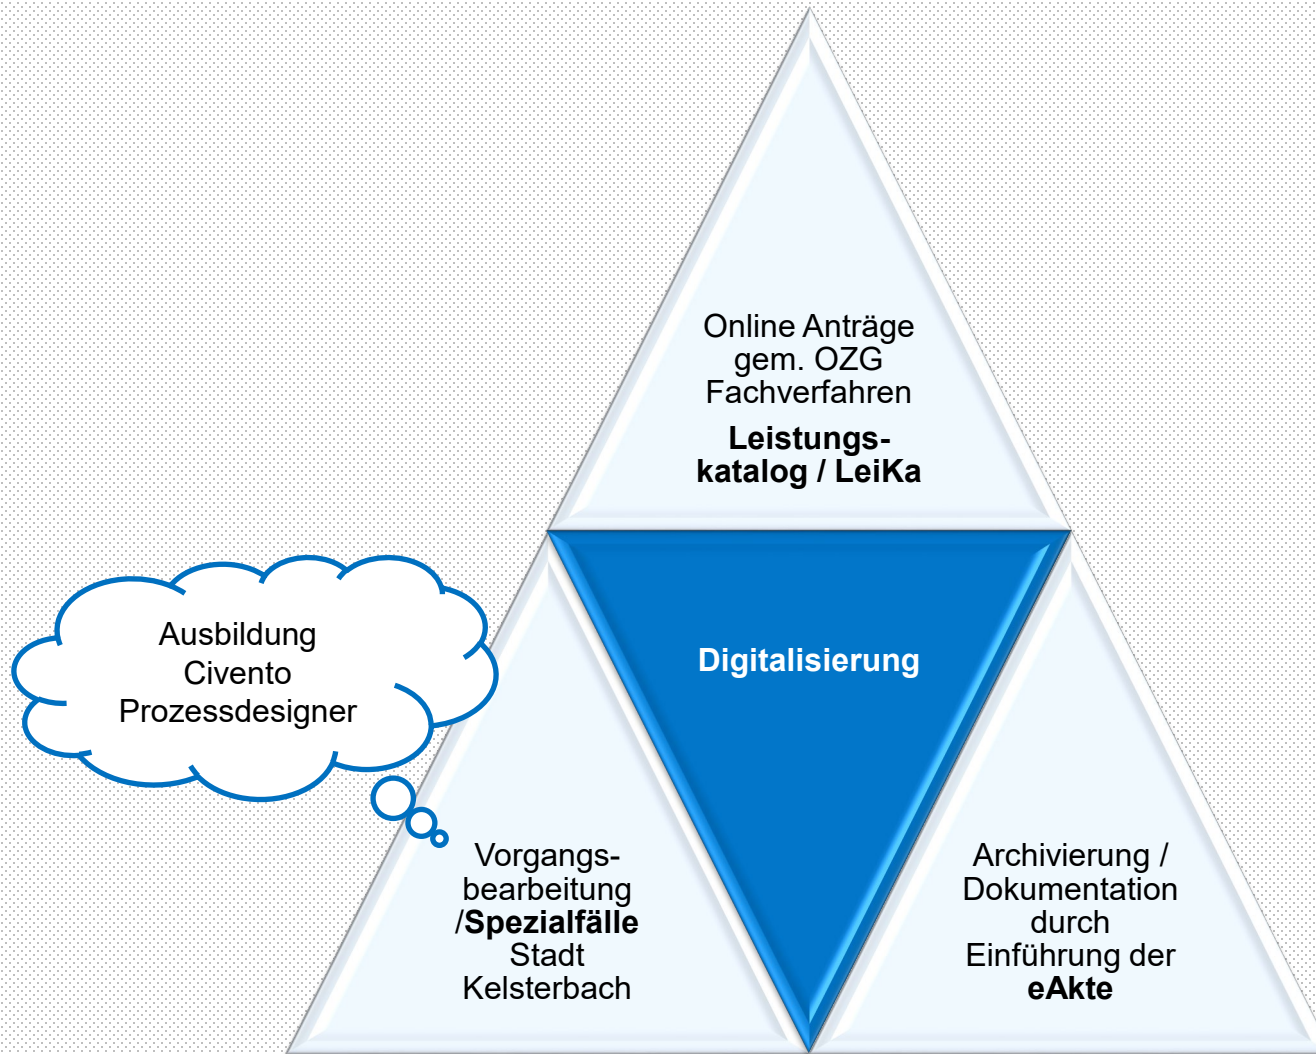 Online Anträge
gem. OZG
Fachverfahren
Leistungs-
katalog / LeiKa
Digitalisierung
Ausbildung
Civento
Prozessdesigner
Vorgangs-
bearbeitung
/Spezialfälle
Stadt
Kelsterbach
Archivierung /
Dokumentation
durch
Einführung der
eAkte